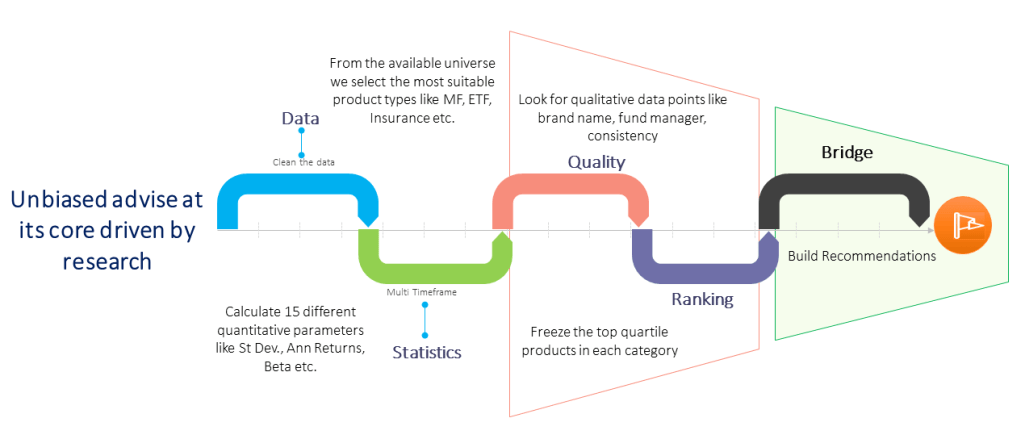 Unbiased advise at
its core driven by
research
From the available universe
we select the most suitable
product types like MF, ETF,
Insurance etc.
Data
Clean the data
Multi Timeframe
Statistics
Calculate 15 different
quantitative parameters
like St Dev., Ann Returns,
Beta etc.
Look for qualitative data points like
brand name, fund manager,
consistency
Quality
Ranking
Freeze the top quartile
products in each category
Bridge
Build Recommendations